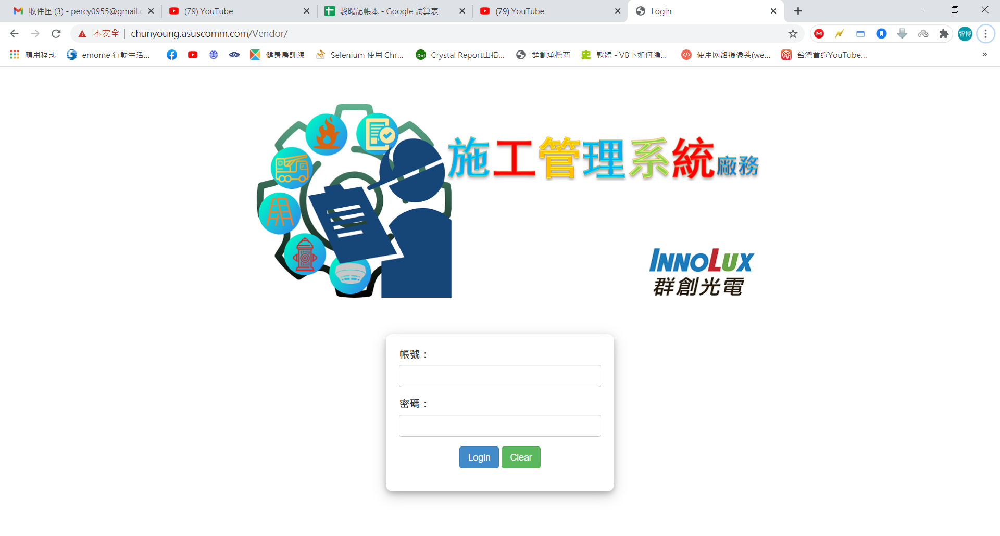 收件匣 (3) - percy0955@gmail.c
(79) YouTube
駿暘記帳本 - Google 試算表
(79) YouTube
Login
不安全 | chunyoung.asuscomm.com/Vendor/
智博
應用程式
emome 行動生活...
健身房訓練
Selenium 使用 Chr...
Dot
Crystal Report由指...
群創承攬商
軟體 - VB下如何編...
使用网络摄像头(we...
台灣首選YouTube...
»
施工管理系統廠務
INNOLUX
群創光電
帳號：
密碼：
Login
Clear